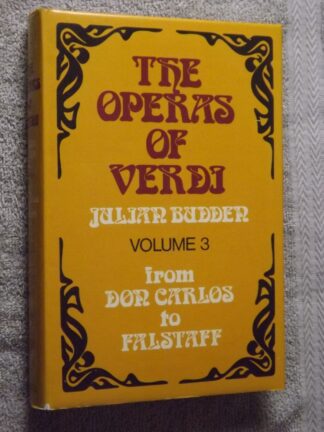 THE
OPERAS
OF
VERDI
JULIAN BUDDEN
VOLUME 3
from
DON CARLOS
to
FALSTAFF